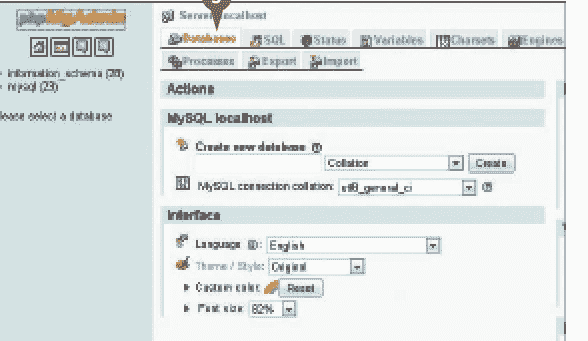 phpMyAdmin
information_schema (28)
mysql (23)
lease select a database
Server localhost
Databases SQL Status Variables Charsets Engines
Processes Export Import
Actions
MySQL localhost
Create new database
Collation Create
MySQL connection collation: utf8_general_ci
Interface
Language : English
Theme / Style: Original
Custom color: Reset
Font size: 82%